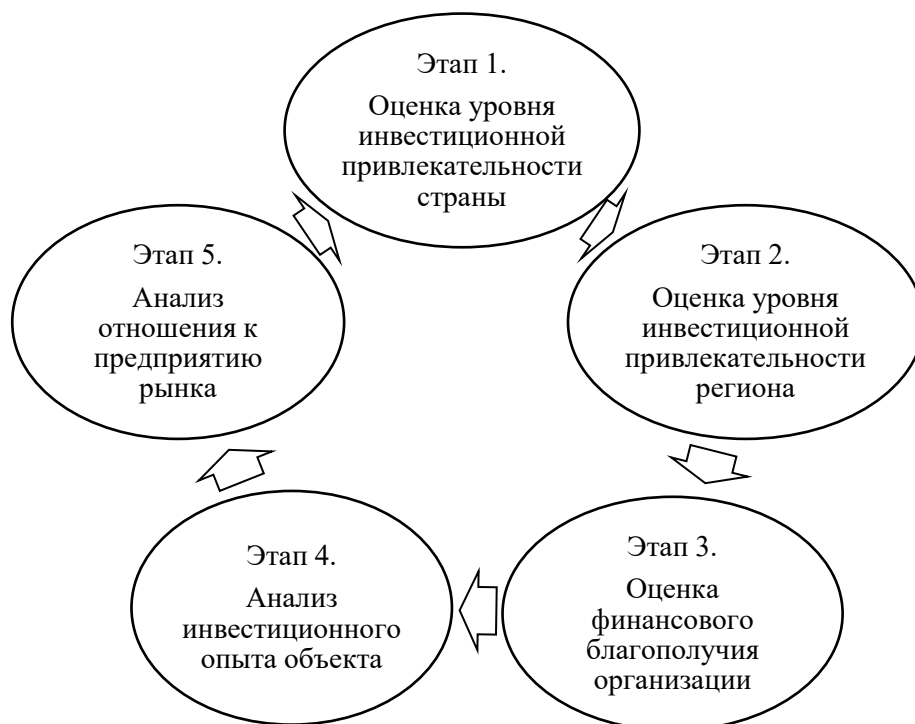 Этап 1.
Оценка уровня
инвестиционной
привлекательности
страны
Этап 2.
Оценка уровня
инвестиционной
привлекательности
региона
Этап 3.
Оценка
финансового
благополучия
организации
Этап 4.
Анализ
инвестиционного
опыта объекта
Этап 5.
Анализ
отношения к
предприятию
рынка